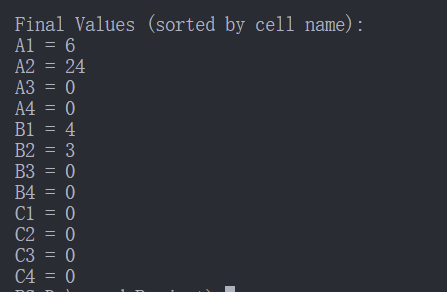 Final Values (sorted by cell name):
A1 = 6
A2 = 24
A3 = 0
A4 = 0
B1 = 4
B2 = 3
B3 = 0
B4 = 0
C1 = 0
C2 = 0
C3 = 0
C4 = 0